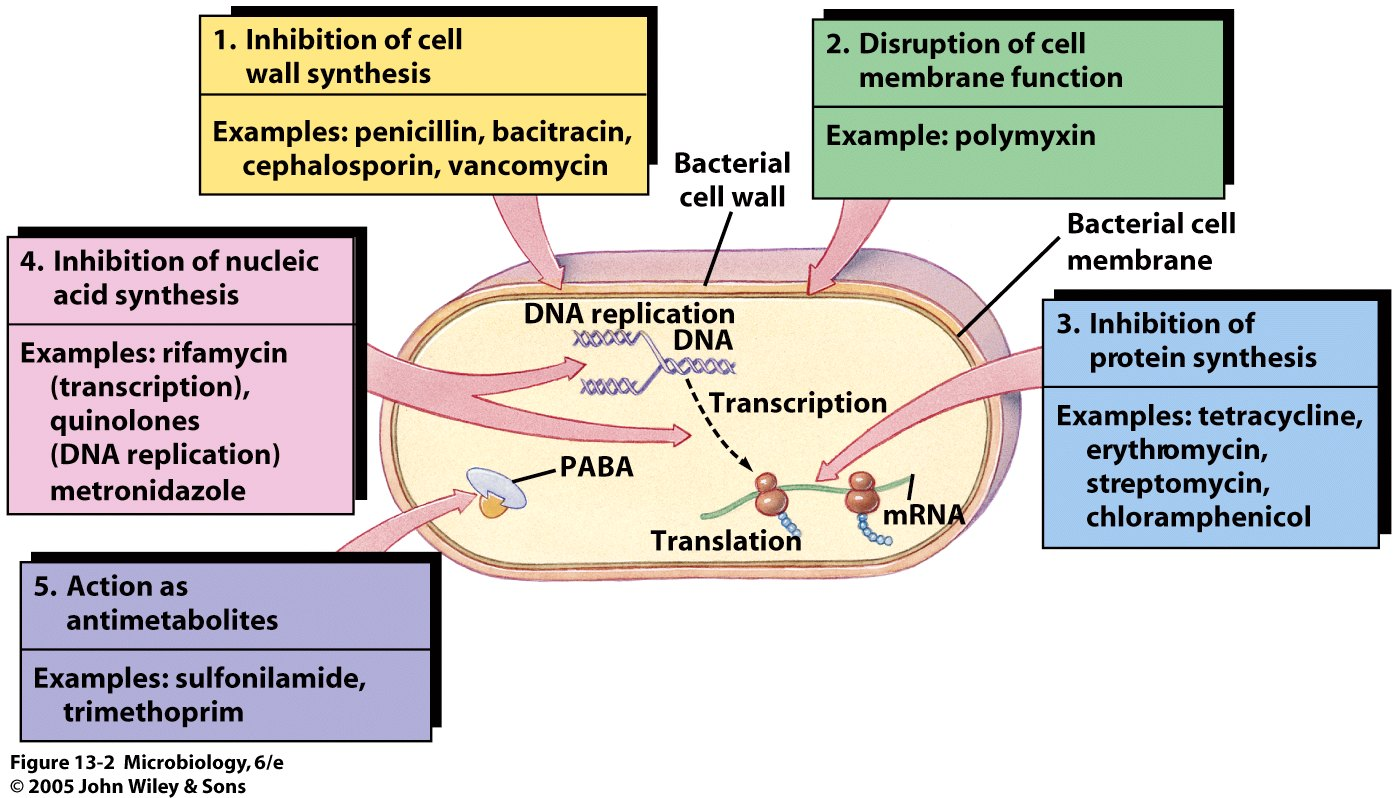 1. Inhibition of cell
wall synthesis
Examples: penicillin, bacitracin,
cephalosporin, vancomycin
2. Disruption of cell
membrane function
Example: polymyxin
Bacterial
cell wall
Bacterial cell
membrane
4. Inhibition of nucleic
acid synthesis
Examples: rifamycin
(transcription),
quinolones
(DNA replication)
metronidazole
DNA replication
DNA
Transcription
PABA
mRNA
Translation
3. Inhibition of
protein synthesis
Examples: tetracycline,
erythromycin,
streptomycin,
chloramphenicol
5. Action as
antimetabolites
Examples: sulfonilamide,
trimethoprim
Figure 13-2 Microbiology, 6/e
© 2005 John Wiley & Sons